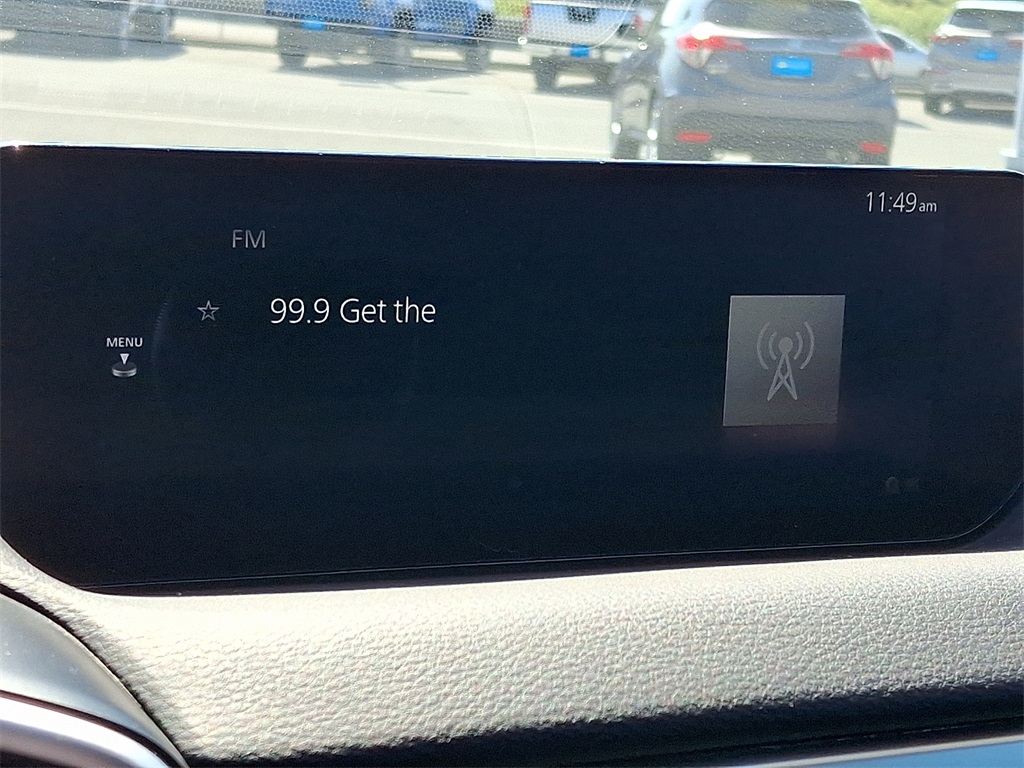 11:49am
FM
99.9 Get the
MENU